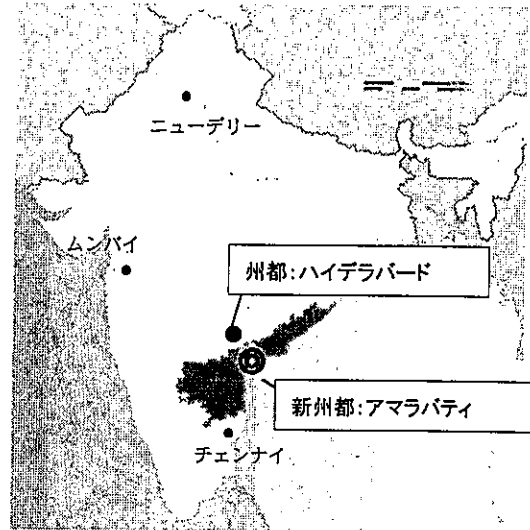 ニューデリー
ムンバイ
州都:ハイデラバード
新州都:アマラバティ
チェンナイ